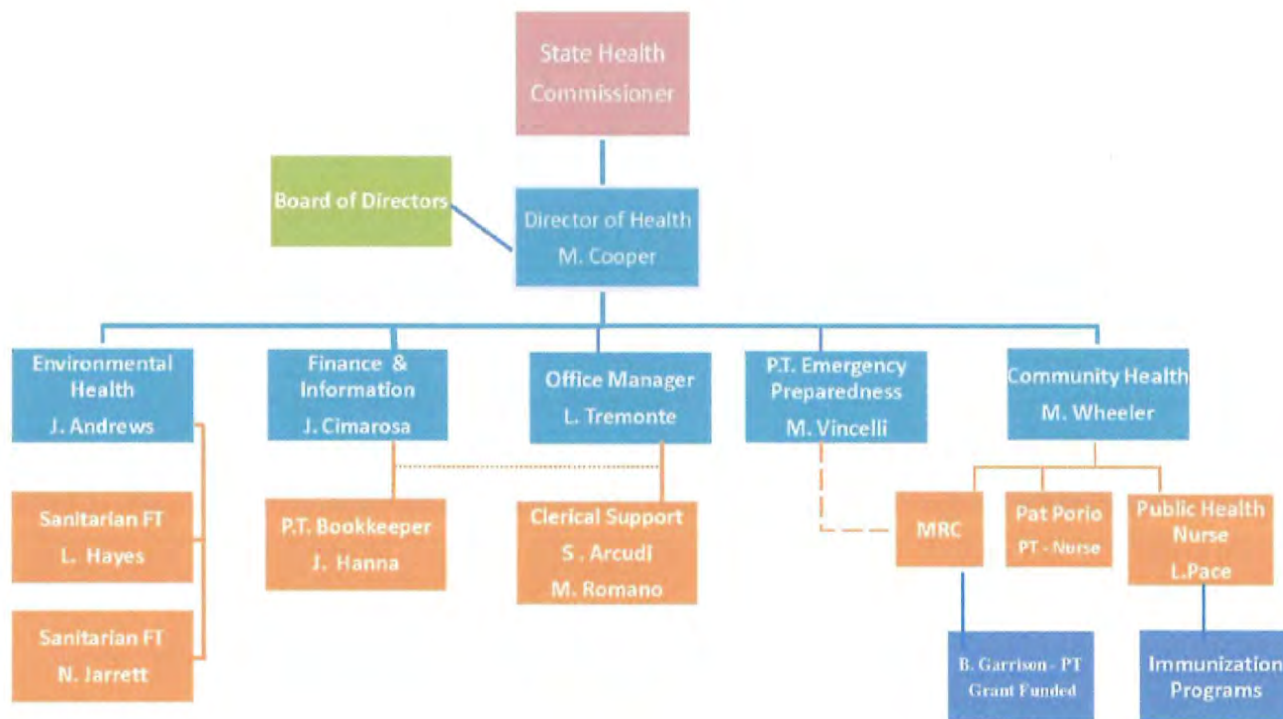 State Health
Commissioner
Board of Directors
Director of Health
M. Cooper
Environmental
Health
J. Andrews
Finance &
Information
J. Cimarosa
Office Manager
L. Tremonte
P.T. Emergency
Preparedness
M. Vincelli
Community Health
M. Wheeler
Sanitarian FT
L. Hayes
P.T. Bookkeeper
J. Hanna
Clerical Support
S . Arcudi
M. Romano
MRC
Pat Porio
PT - Nurse
Public Health
Nurse
L.Pace
Sanitarian FT
N. Jarrett
B. Garrison - PT
Grant Funded
Immunization
Programs